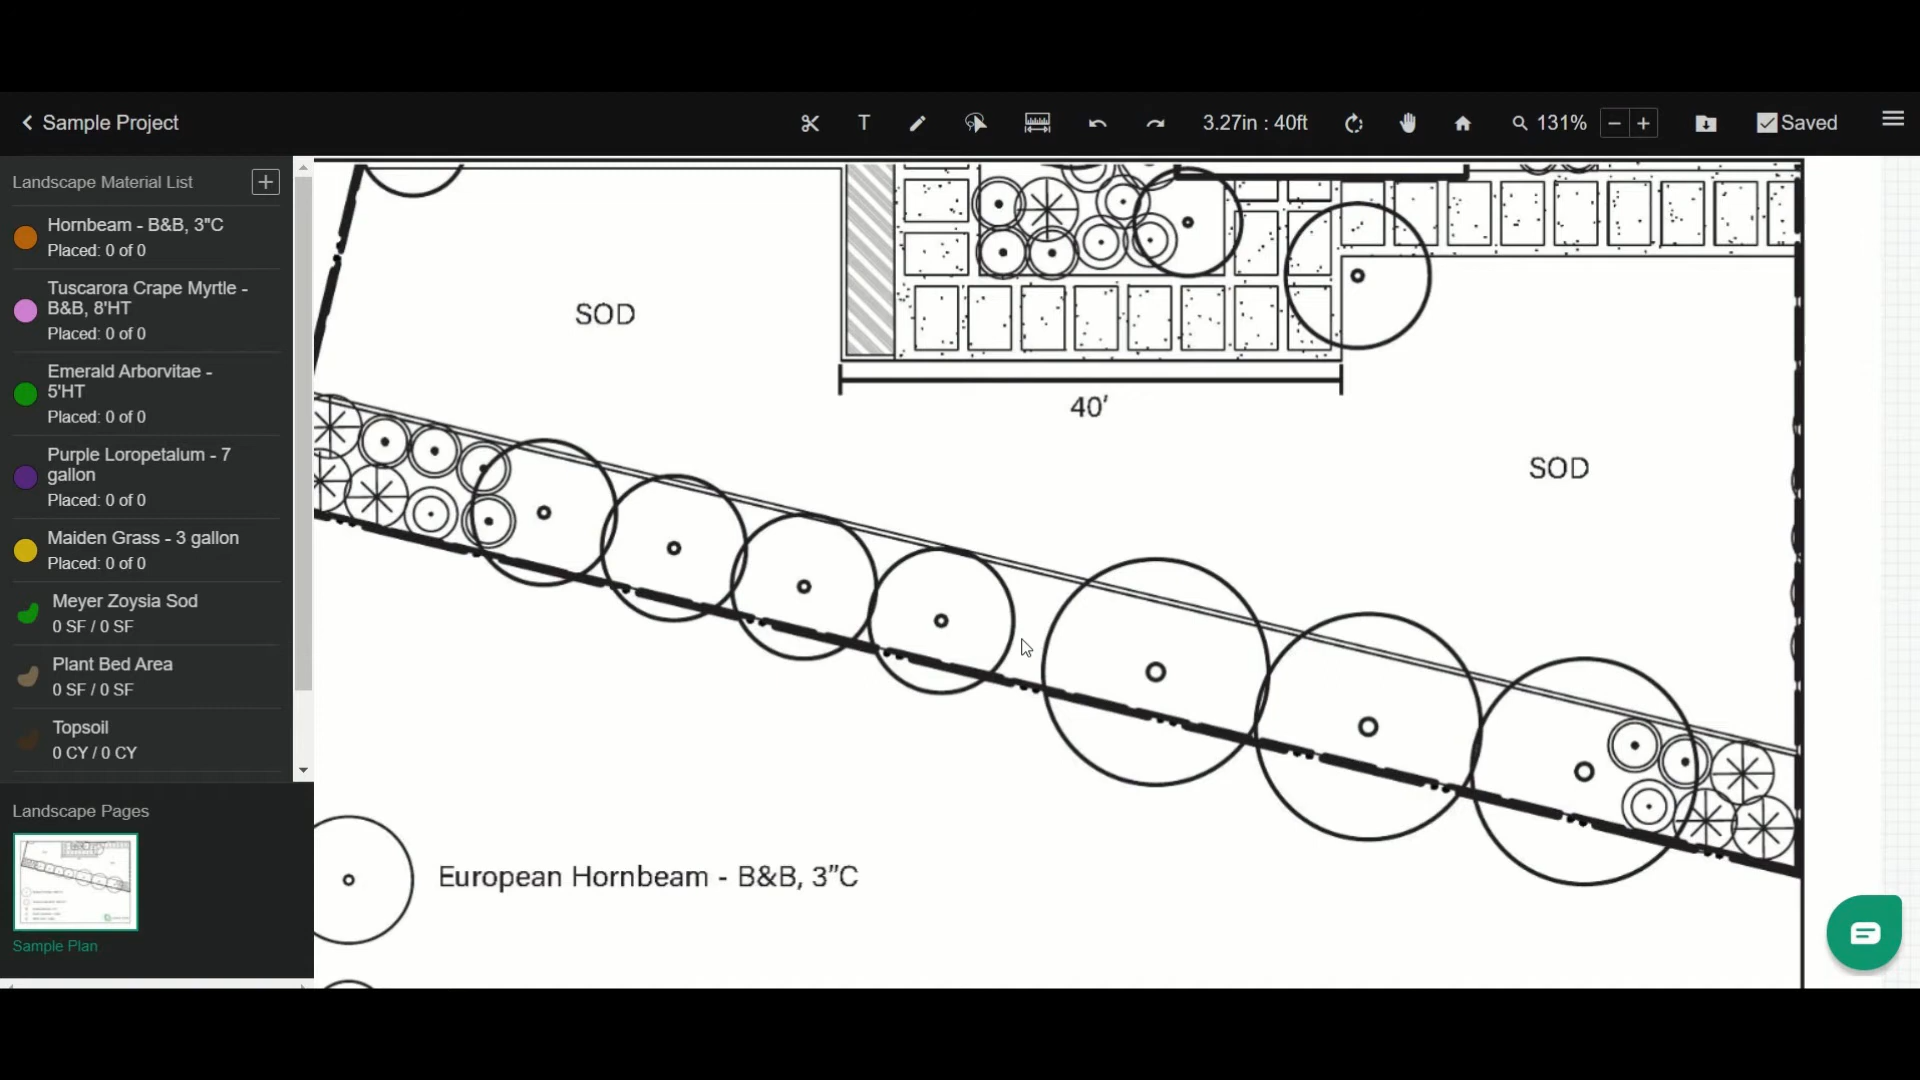 Sample Project
T
3.27in : 40ft
131%
Saved
Landscape Material List
Hornbeam - B&B, 3"C
Placed: 0 of 0
Tuscarora Crape Myrtle -
B&B, 8'HT
Placed: 0 of 0
Emerald Arborvitae -
5'HT
Placed: 0 of 0
Purple Loropetalum - 7
gallon
Placed: 0 of 0
Maiden Grass - 3 gallon
Placed: 0 of 0
Meyer Zoysia Sod
0 SF / 0 SF
Plant Bed Area
0 SF / 0 SF
Topsoil
0 CY / 0 CY
Landscape Pages
Sample Plan
SOD
40'
SOD
European Hornbeam - B&B, 3"C